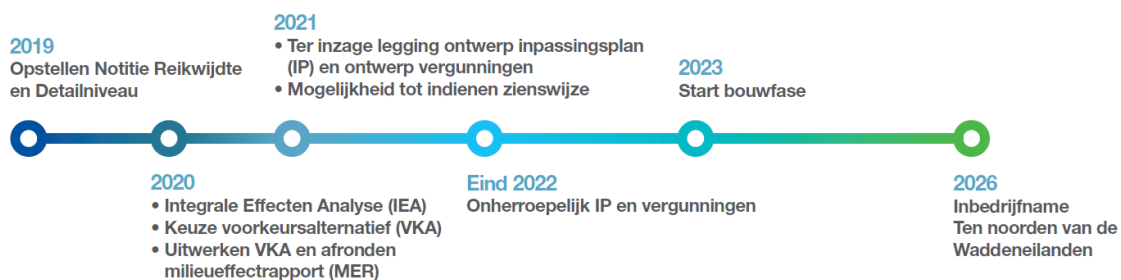 2019
Opstellen Notitie Reikwijdte
en Detailniveau
2020
• Integrale Effecten Analyse (IEA)
• Keuze voorkeursalternatief (VKA)
• Uitwerken VKA en afronden
milieueffectrapport (MER)
2021
• Ter inzage legging ontwerp inpassingsplan
(IP) en ontwerp vergunningen
• Mogelijkheid tot indienen zienswijze
Eind 2022
Onherroepelijk IP en vergunningen
2023
Start bouwfase
2026
Inbedrijfname
Ten noorden van de
Waddeneilanden